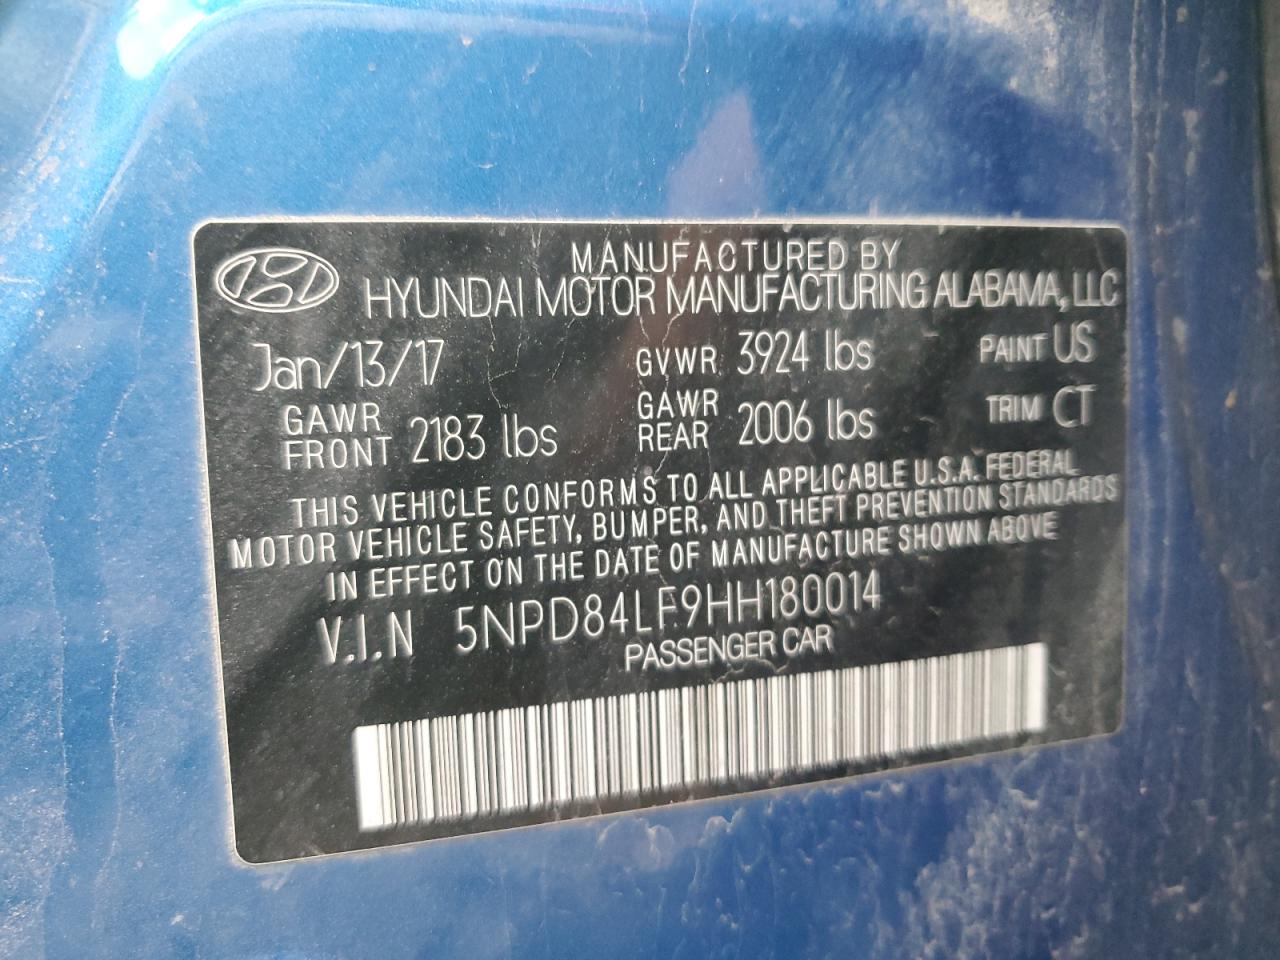 MANUFACTURED BY
HYUNDAI MOTOR MANUFACTURING ALABAMA, LLC
Jan/13/17 GVWR 3924 lbs PAINT US
GAWR FRONT 2183 lbs GAWR REAR 2006 lbs TRIM CT
THIS VEHICLE CONFORMS TO ALL APPLICABLE U.S.A. FEDERAL
MOTOR VEHICLE SAFETY, BUMPER, AND THEFT PREVENTION STANDARDS
IN EFFECT ON THE DATE OF MANUFACTURE SHOWN ABOVE
V.I.N 5NPD84LF9HH180014
PASSENGER CAR